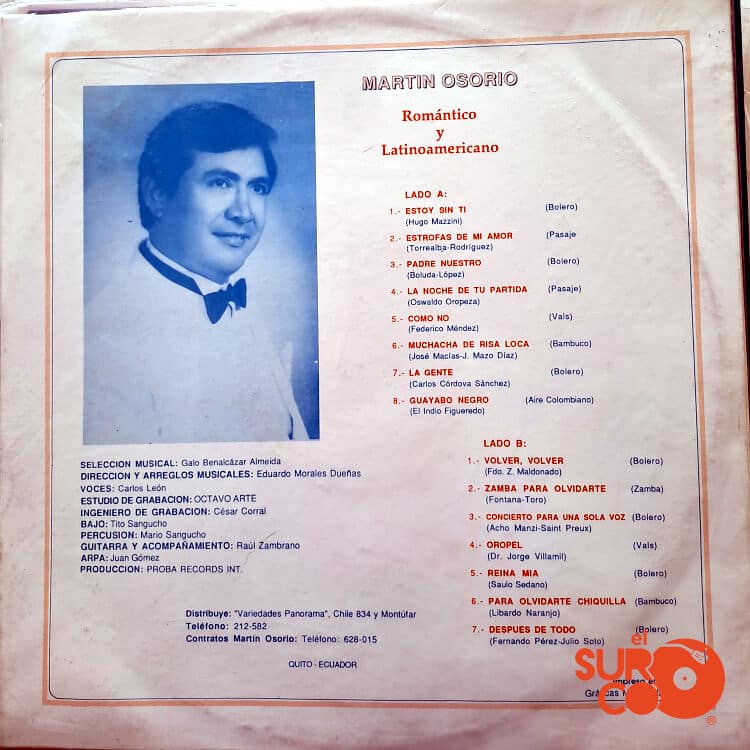 MARTIN OSORIO
Romántico
y
Latinoamericano
LADO A:
1.- ESTOY SIN TI (Bolero)
(Hugo Mazzini)
2.- ESTROFAS DE MI AMOR (Pasaje
(Torrealba-Rodríguez)
3.- PADRE NUESTRO (Bolero)
(Boluda-López)
4.- LA NOCHE DE TU PARTIDA (Pasaje)
(Oswaldo Oropeza)
5.- COMO NO (Vals)
(Federico Méndez)
6.- MUCHACHA DE RISA LOCA (Bambuco)
(José Macías-J. Mazo Díaz)
7.- LA GENTE (Bolero)
(Carlos Córdova Sánchez)
8.- GUAYABO NEGRO (Aire Colombiano)
(El Indio Figueredo)
LADO B:
1.- VOLVER, VOLVER (Bolero)
(Fdo. Z. Maldonado)
2.- ZAMBA PARA OLVIDARTE (Zamba)
(Fontana-Toro)
3.- CONCIERTO PARA UNA SOLA VOZ (Bolero)
(Acho Manzi-Saint Preux)
4.- OROPEL (Vals)
(Dr. Jorge Villamil)
5.- REINA MIA (Bolero)
(Saulo Sedano)
6.- PARA OLVIDARTE CHIQUILLA (Bambuco)
(Libardo Naranjo)
7.- DESPUES DE TODO (Bolero)
(Fernando Pérez-Julio Soto)
SELECCION MUSICAL: Galo Benalcázar Almeida
DIRECCION Y ARREGLOS MUSICALES: Eduardo Morales Dueñas
VOCES: Carlos León
ESTUDIO DE GRABACION: OCTAVO ARTE
INGENIERO DE GRABACION: César Corral
BAJO: Tito Sangucho
PERCUSION: Mario Sangucho
GUITARRA Y ACOMPAÑAMIENTO: Raúl Zambrano
ARPA: Juan Gómez
PRODUCCION: PROBA RECORDS INT.
Distribuye: "Variedades Panorama", Chile 634 y Montúfar
Teléfono: 212-582
Contratos Martín Osorio: Teléfono: 628-015
QUITO - ECUADOR
Impreso
Gráficas
el
SURCO
®